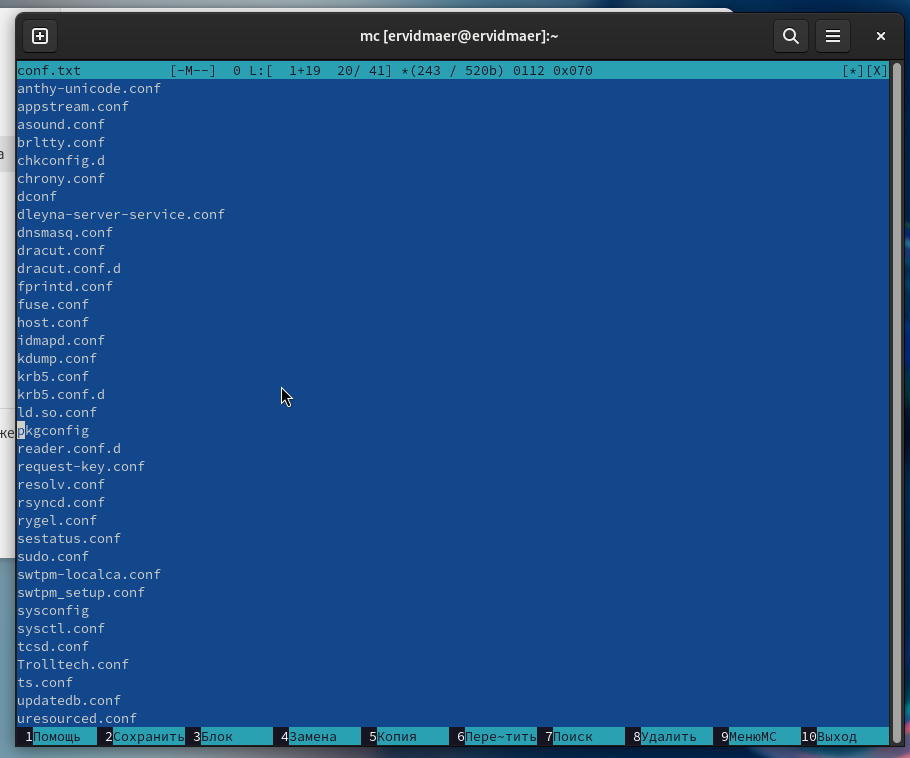 mc [ervidmaer@ervidmaer]:~
conf.txt [-M--] 0 L:[ 1+19 20/ 41] *(243 / 520b) 0112 0x070 [*][X]
anthy-unicode.conf
appstream.conf
asound.conf
brltty.conf
chkconfig.d
chrony.conf
dconf
dleyna-server-service.conf
dnsmasq.conf
dracut.conf
dracut.conf.d
fprintd.conf
fuse.conf
host.conf
idmapd.conf
kdump.conf
krb5.conf
krb5.conf.d
ld.so.conf
pkgconfig
reader.conf.d
request-key.conf
resolv.conf
rsyncd.conf
rygel.conf
sestatus.conf
sudo.conf
swtpm-localca.conf
swtpm_setup.conf
sysconfig
sysctl.conf
tcsd.conf
Trolltech.conf
ts.conf
updatedb.conf
uresourced.conf
1Помощь 2Сохранить 3Блок 4Замена 5Копия 6Пере~тить 7Поиск 8Удалить 9МенюMC 10Выход